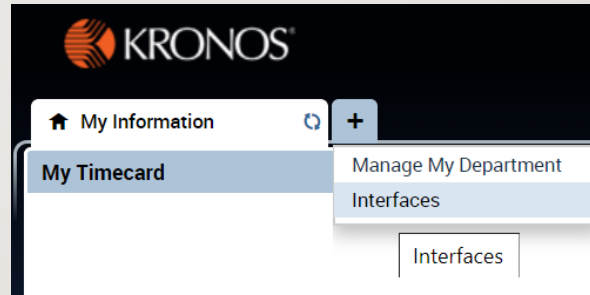 KRONOS
My Information
+
My Timecard
Manage My Department
Interfaces
Interfaces